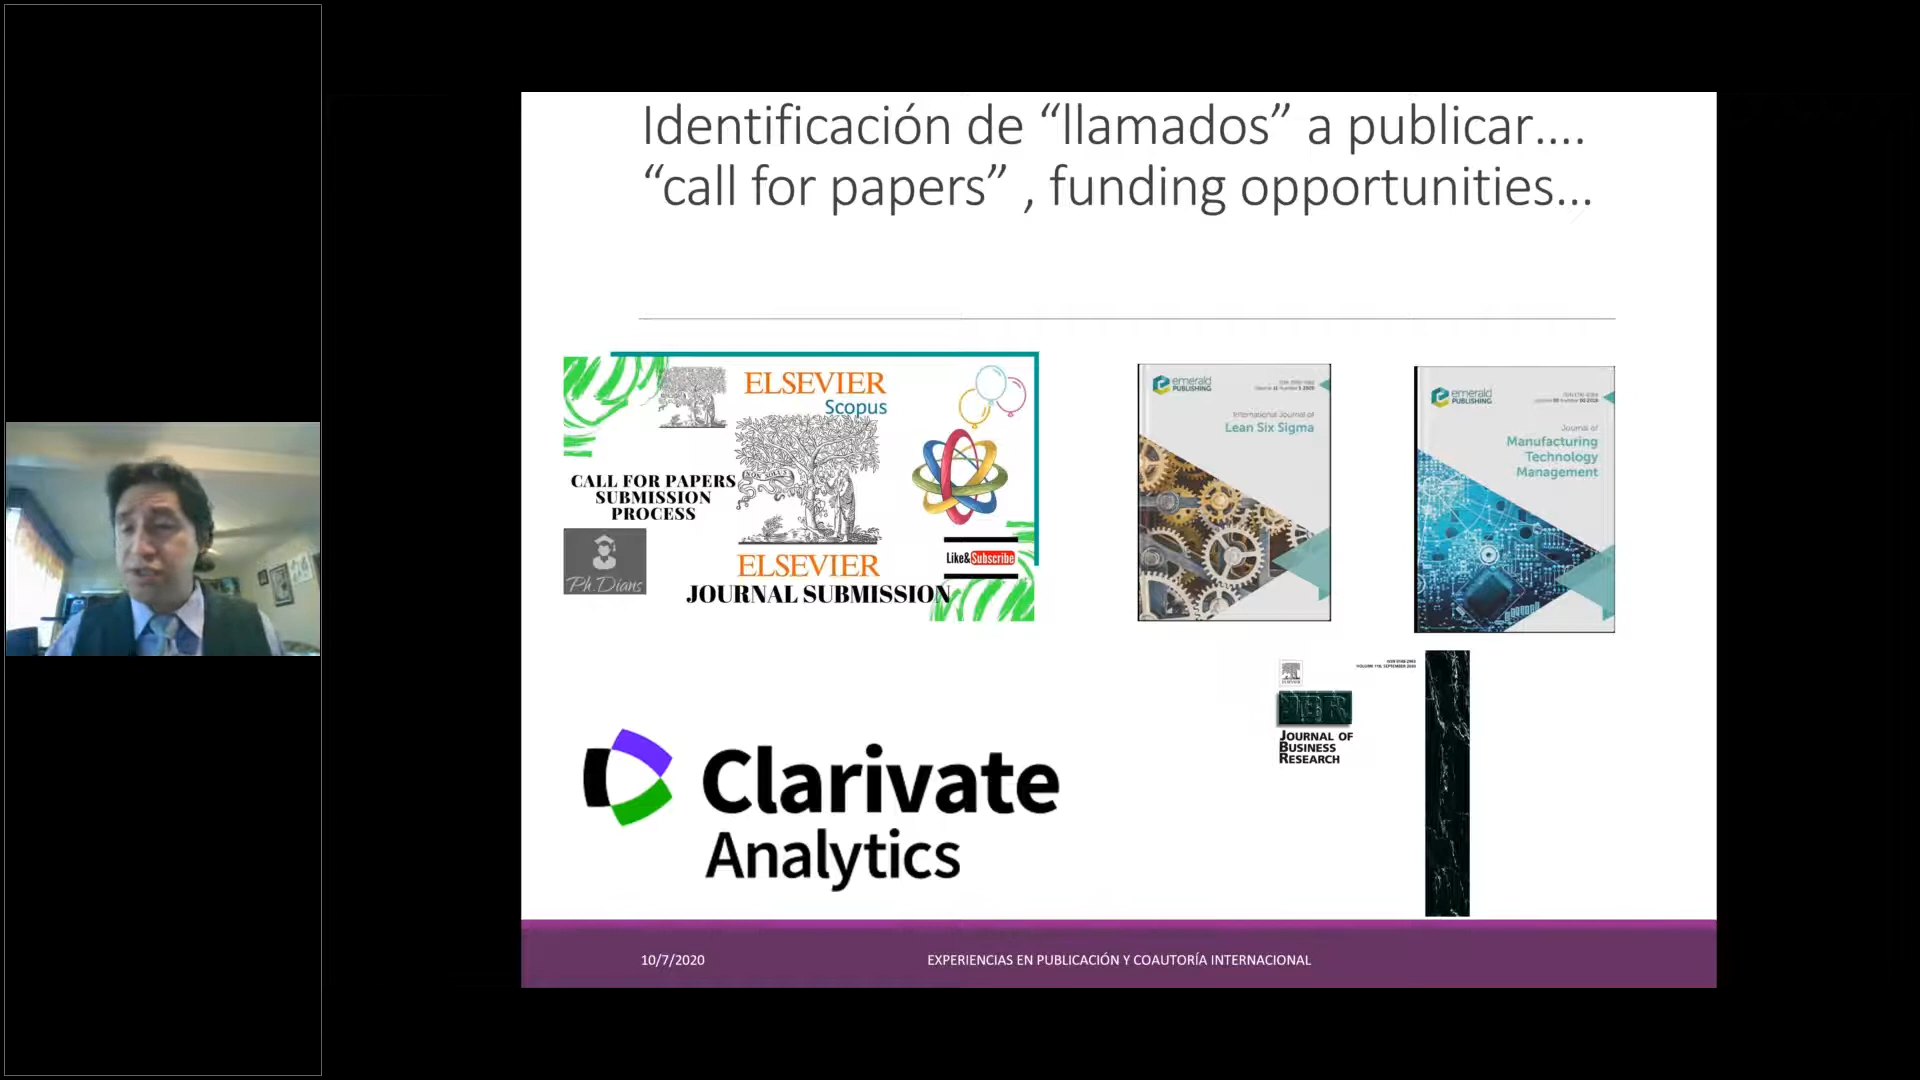 Identificación de “llamados” a publicar....
“call for papers” , funding opportunities...
ELSEVIER
Scopus
CALL FOR PAPERS
SUBMISSION
PROCESS
Ph.Dians
ELSEVIER
JOURNAL SUBMISSION
Like& Subscribe
emerald
PUBLISHING
International Journal of
Lean Six Sigma
emerald
PUBLISHING
Journal of
Manufacturing
Technology
Management
JBR
JOURNAL OF
BUSINESS
RESEARCH
Clarivate
Analytics
10/7/2020
EXPERIENCIAS EN PUBLICACIÓN Y COAUTORÍA INTERNACIONAL